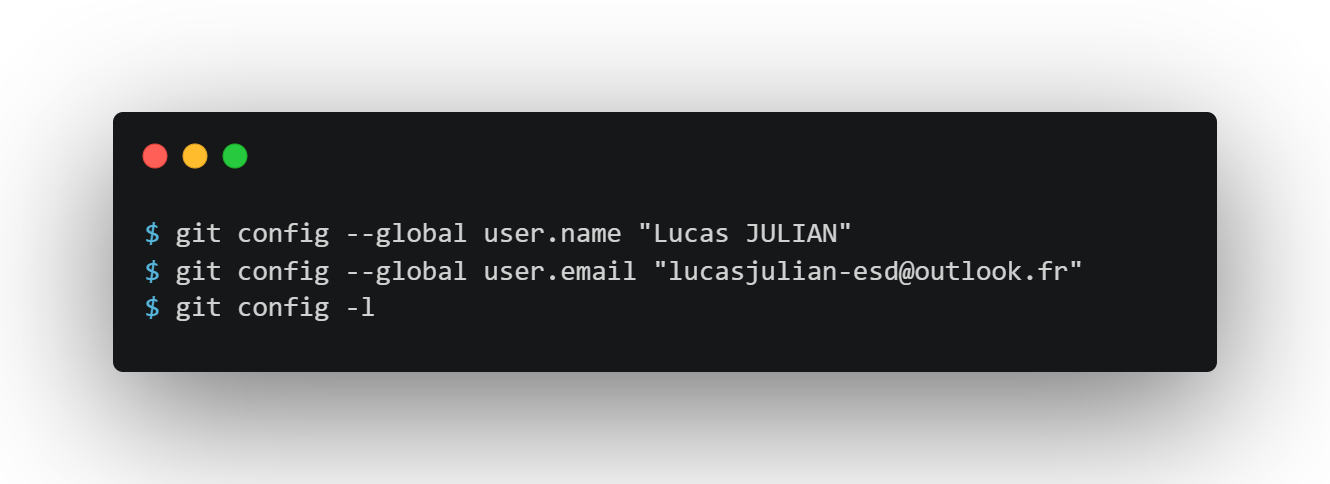 $ git config --global user.name "Lucas JULIAN"
$ git config --global user.email "lucasjulian-esd@outlook.fr"
$ git config -l